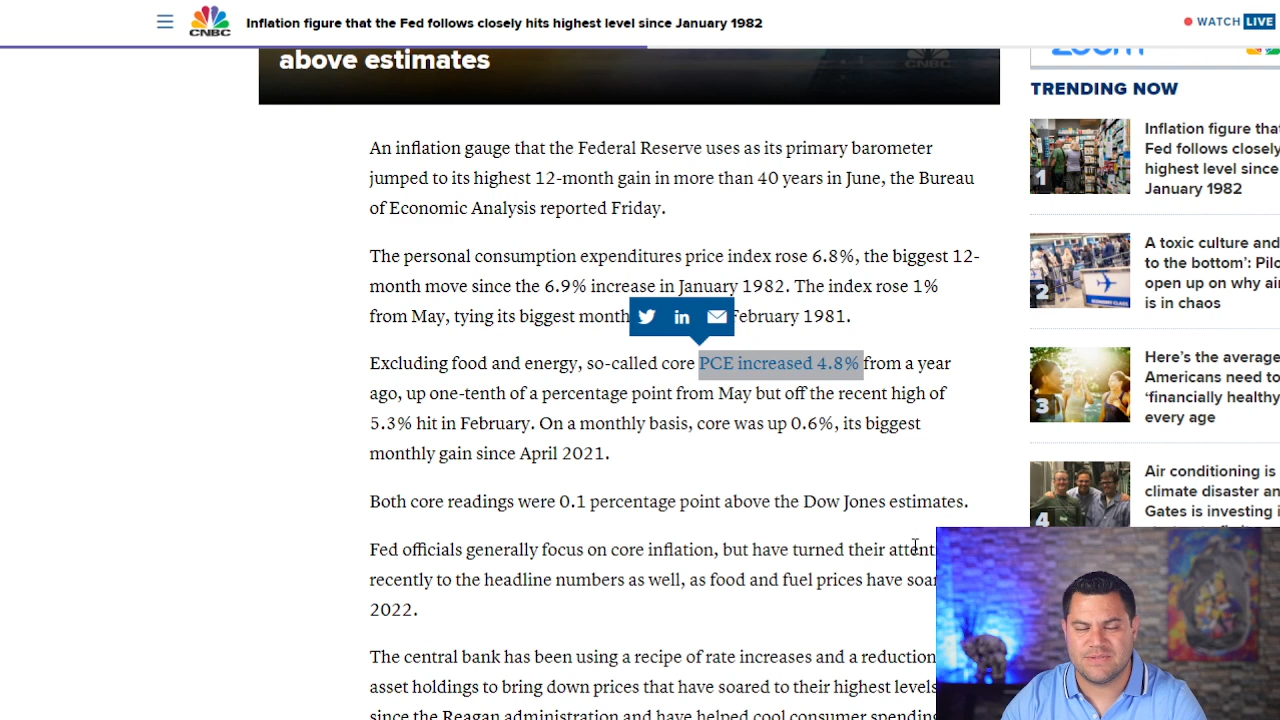 CNBC
Inflation figure that the Fed follows closely hits highest level since January 1982
WATCH LIVE
above estimates
CNBC
An inflation gauge that the Federal Reserve uses as its primary barometer
jumped to its highest 12-month gain in more than 40 years in June, the Bureau
of Economic Analysis reported Friday.
The personal consumption expenditures price index rose 6.8%, the biggest 12-
month move since the 6.9% increase in January 1982. The index rose 1%
from May, tying its biggest month February 1981.
Excluding food and energy, so-called core PCE increased 4.8% from a year
ago, up one-tenth of a percentage point from May but off the recent high of
5.3% hit in February. On a monthly basis, core was up 0.6%, its biggest
monthly gain since April 2021.
Both core readings were 0.1 percentage point above the Dow Jones estimates.
Fed officials generally focus on core inflation, but have turned their attent
recently to the headline numbers as well, as food and fuel prices have soar
2022.
The central bank has been using a recipe of rate increases and a reduction
asset holdings to bring down prices that have soared to their highest levels
since the Reagan administration and have helped cool consumer spending
TRENDING NOW
1
Inflation figure that
Fed follows closely
highest level since
January 1982
2
A toxic culture and
to the bottom': Pilo
open up on why air
is in chaos
3
Here's the average
Americans need to
'financially healthy
every age
4
Air conditioning is
climate disaster an
Gates is investing i